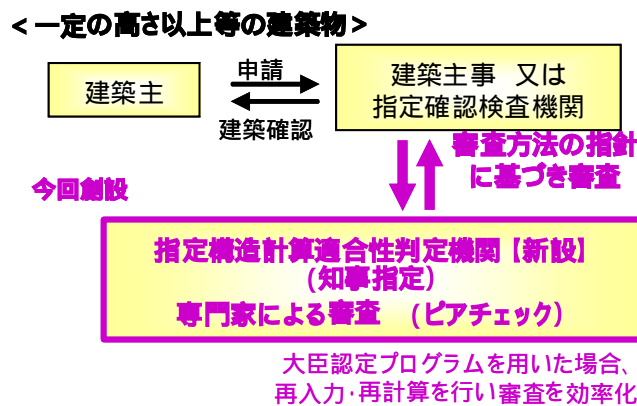 <一定の高さ以上等の建築物>
建築主
申請
建築確認
建築主事 又は
指定確認検査機関
審査方法の指針
に基づき審査
今回創設
指定構造計算適合性判定機関【新設】
(知事指定)
専門家による審査 (ピアチェック)
大臣認定プログラムを用いた場合、
再入力・再計算を行い審査を効率化